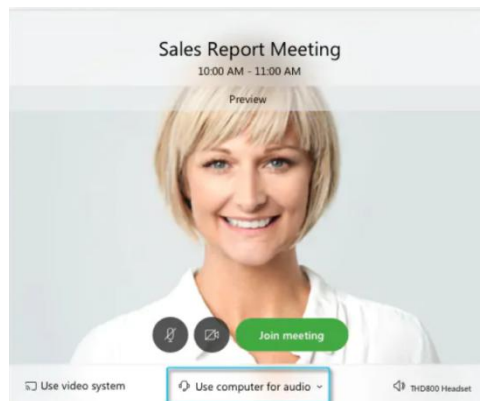 Sales Report Meeting
10:00 AM - 11:00 AM
Preview
Join meeting
Use video system
Use computer for audio
THD800 Headset